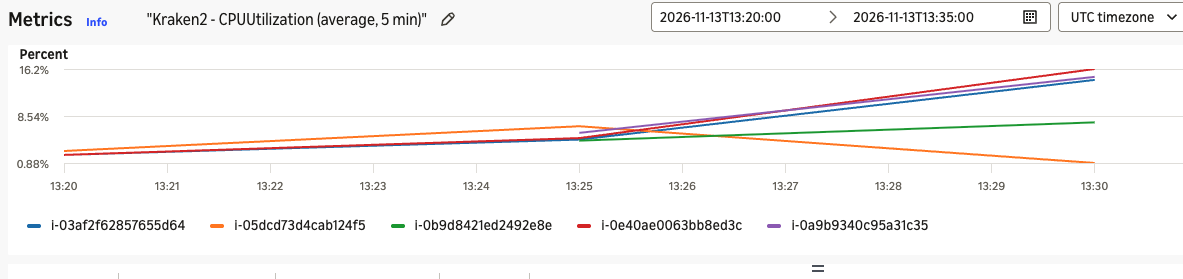 Metrics Info "Kraken2 - CPUUtilization (average, 5 min)" 2026-11-13T13:20:00 2026-11-13T13:35:00 UTC timezone
Percent
16.2%
8.54%
0.88%
13:20 13:21 13:22 13:23 13:24 13:25 13:26 13:27 13:28 13:29 13:30
i-03af2f62857655d64 i-05dcd73d4cab124f5 i-0b9d8421ed2492e8e i-0e40ae0063bb8ed3c i-0a9b9340c95a31c35